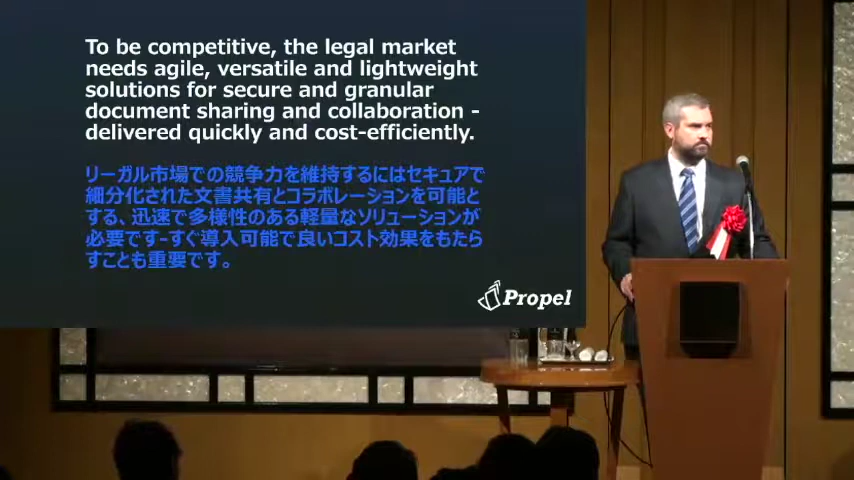 To be competitive, the legal market
needs agile, versatile and lightweight
solutions for secure and granular
document sharing and collaboration -
delivered quickly and cost-efficiently.
リーガル市場での競争力を維持するにはセキュアで
細分化された文書共有とコラボレーションを可能と
する、迅速で多様性のある軽量なソリューションが
必要です-すぐ導入可能で良いコスト効果をもたら
すことも重要です。
Propel